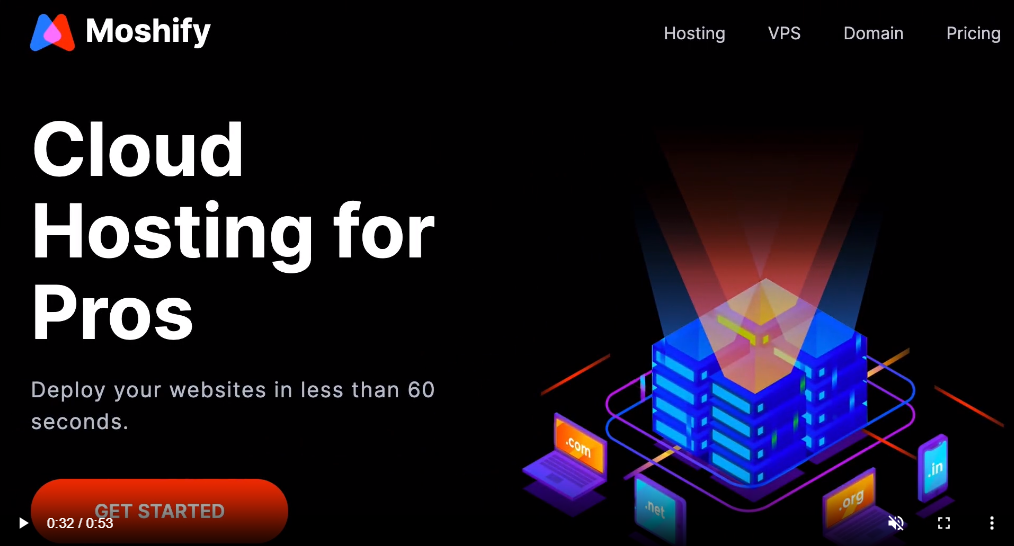 Moshify
Hosting VPS Domain Pricing
Cloud
Hosting for
Pros
Deploy your websites in less than 60
seconds.
GET STARTED
0:32 / 0:53
.com
.net
.org
.in